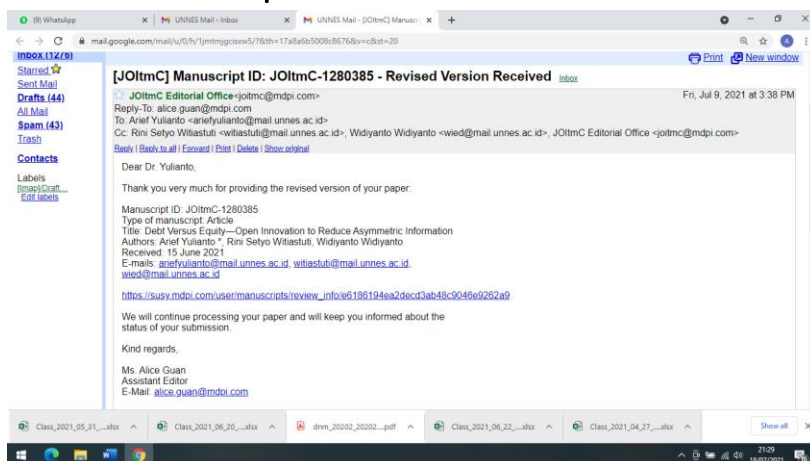 (9) WhatsApp
UNNES Mail - Inbox
UNNES Mail - [JOItmC] Manuscr
mail.google.com/mail/u/0/h/1jmtmjgcisxw5/?&th=17a8a6b5008c8676&v=c&st=20
Inbox (1276)
Starred
Sent Mail
Drafts (44)
All Mail
Spam (43)
Trash
Contacts
Labels
[Imap]/Draft...
Edit labels
Print New window
[JOItmC] Manuscript ID: JOItmC-1280385 - Revised Version Received Inbox
JOItmC Editorial Office<joitmc@mdpi.com> Fri, Jul 9, 2021 at 3:38 PM
Reply-To: alice.guan@mdpi.com
To: Arief Yulianto <ariefyulianto@mail.unnes.ac.id>
Cc: Rini Setyo Witiastuti <witiastuti@mail.unnes.ac.id>, Widiyanto Widiyanto <wied@mail.unnes.ac.id>, JOItmC Editorial Office <joitmc@mdpi.com>
Reply | Reply to all | Forward | Print | Delete | Show original
Dear Dr. Yulianto,
Thank you very much for providing the revised version of your paper:
Manuscript ID: JOItmC-1280385
Type of manuscript: Article
Title: Debt Versus Equity—Open Innovation to Reduce Asymmetric Information
Authors: Arief Yulianto *, Rini Setyo Witiastuti, Widiyanto Widiyanto
Received: 15 June 2021
E-mails: ariefyulianto@mail.unnes.ac.id, witiastuti@mail.unnes.ac.id,
wied@mail.unnes.ac.id
https://susy.mdpi.com/user/manuscripts/review_info/e6186194ea2decd3ab48c9046e9262a9
We will continue processing your paper and will keep you informed about the
status of your submission.
Kind regards,
Ms. Alice Guan
Assistant Editor
E-Mail: alice.guan@mdpi.com
Class_2021_05_31_....xlsx
Class_2021_06_20_....xlsx
dnm_20202_20202....pdf
Class_2021_06_22_....xlsx
Class_2021_04_27_....xlsx
Show all
21:29
18/07/2021